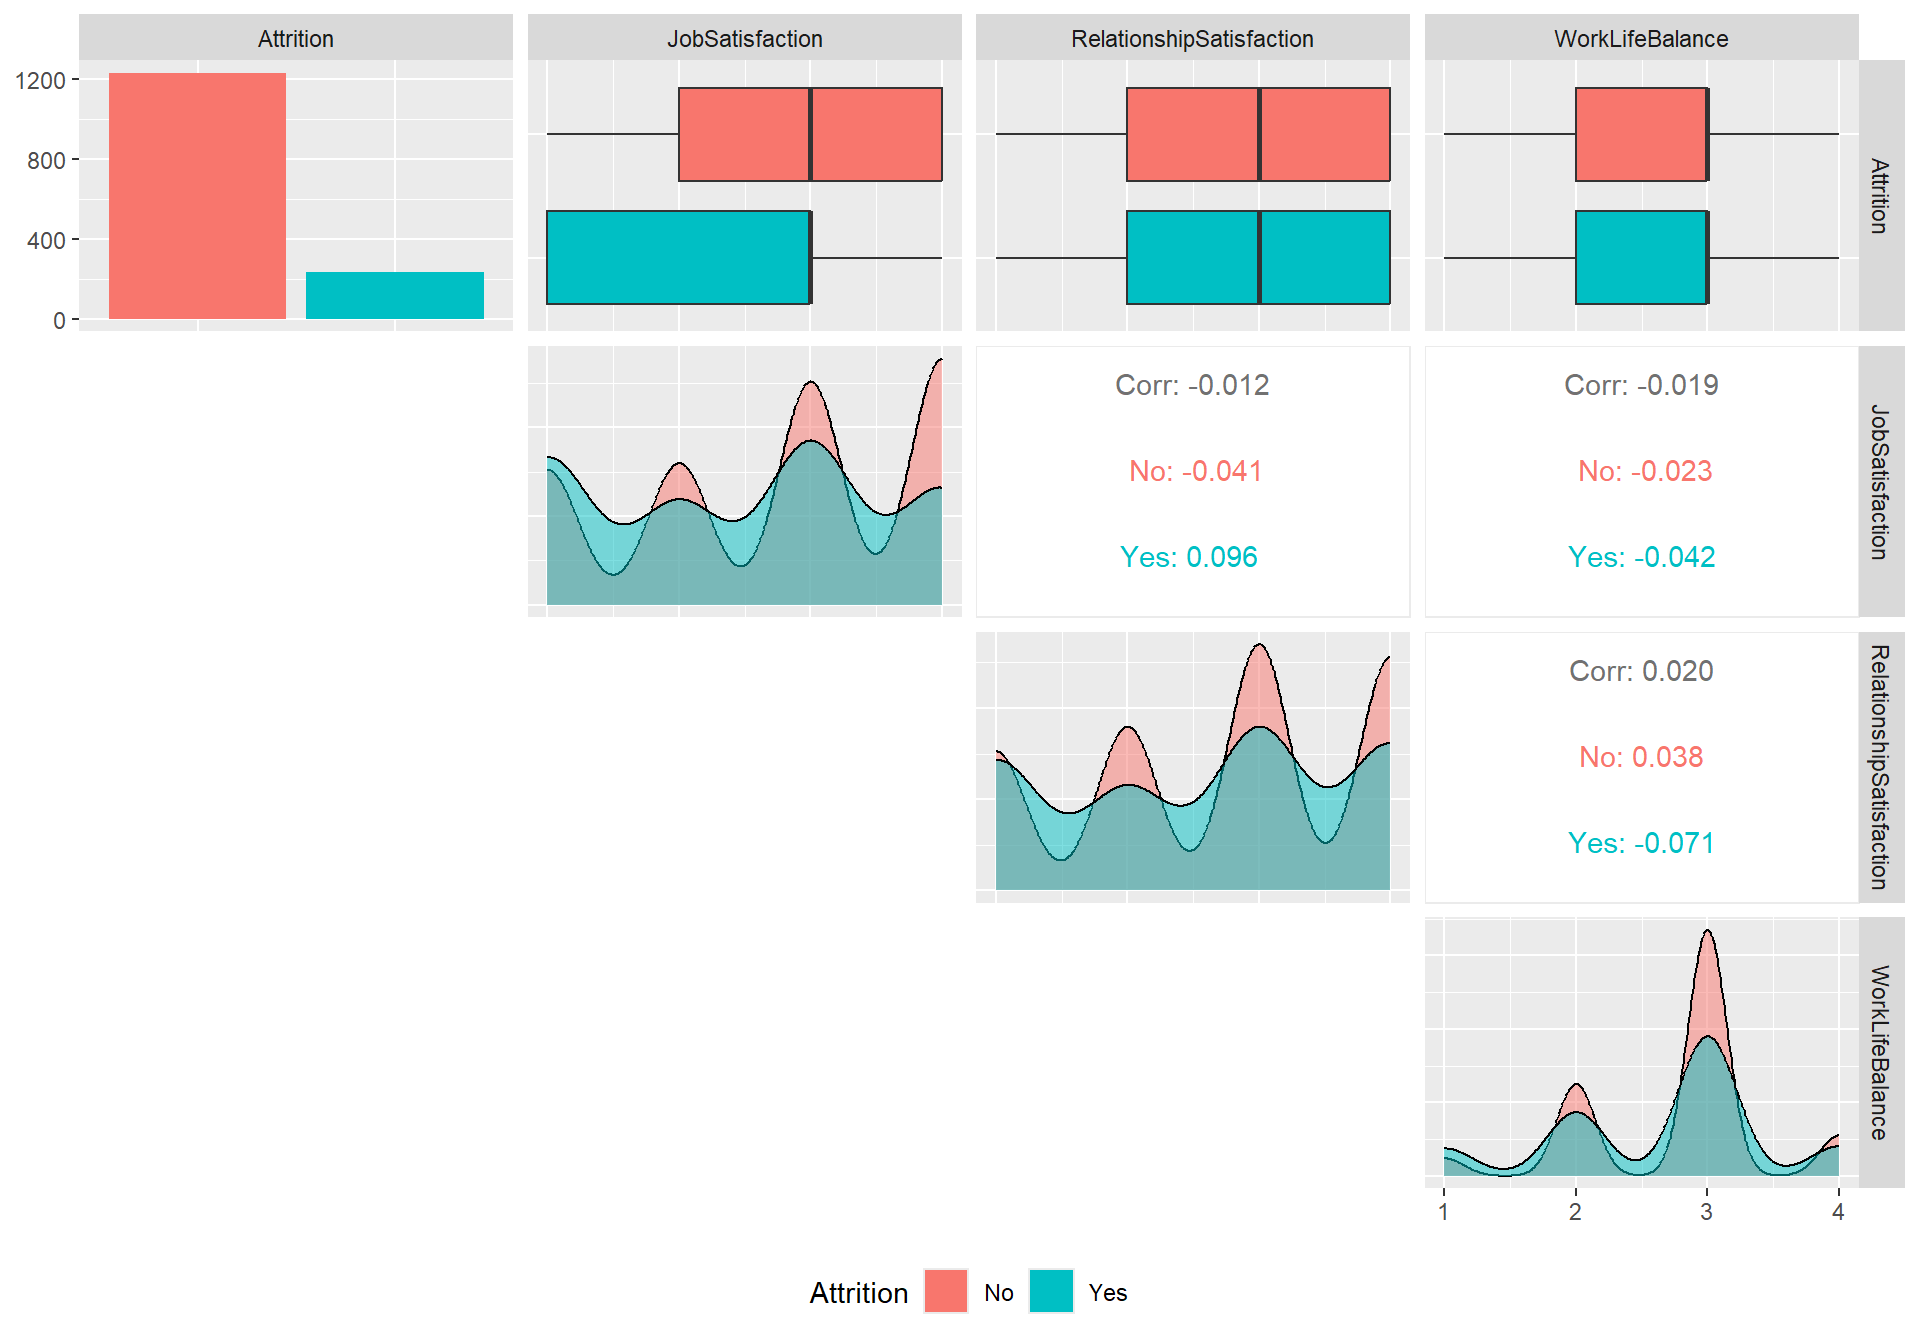 Attrition
JobSatisfaction
RelationshipSatisfaction
WorkLifeBalance
1200
800
400
0
Attrition
Corr: -0.012
No: -0.041
Yes: 0.096
Corr: -0.019
No: -0.023
Yes: -0.042
JobSatisfaction
Corr: 0.020
No: 0.038
Yes: -0.071
RelationshipSatisfaction
WorkLifeBalance
1 2 3 4
Attrition No Yes